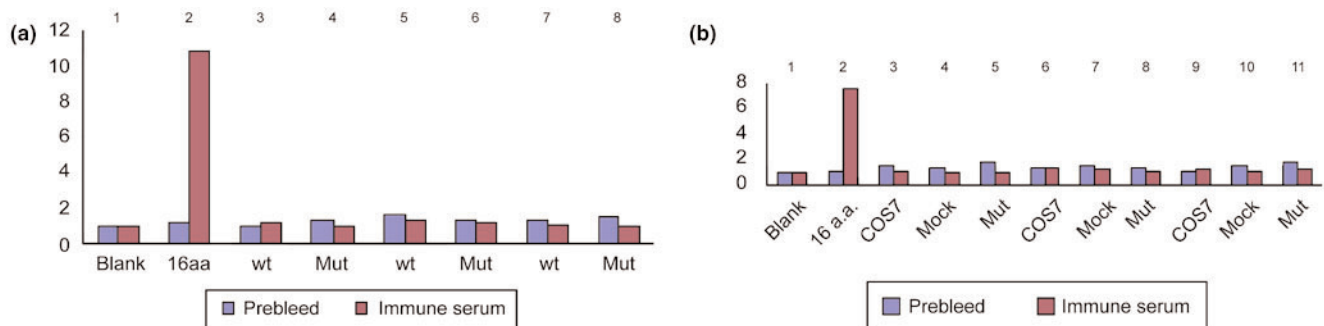 (a)
1 2 3 4 5 6 7 8
12
10
8
6
4
2
0
Blank 16aa wt Mut wt Mut wt Mut
Prebleed Immune serum
(b)
1 2 3 4 5 6 7 8 9 10 11
8
6
4
2
0
Blank 16 a.a. COS7 Mock Mut COS7 Mock Mut COS7 Mock Mut
Prebleed Immune serum